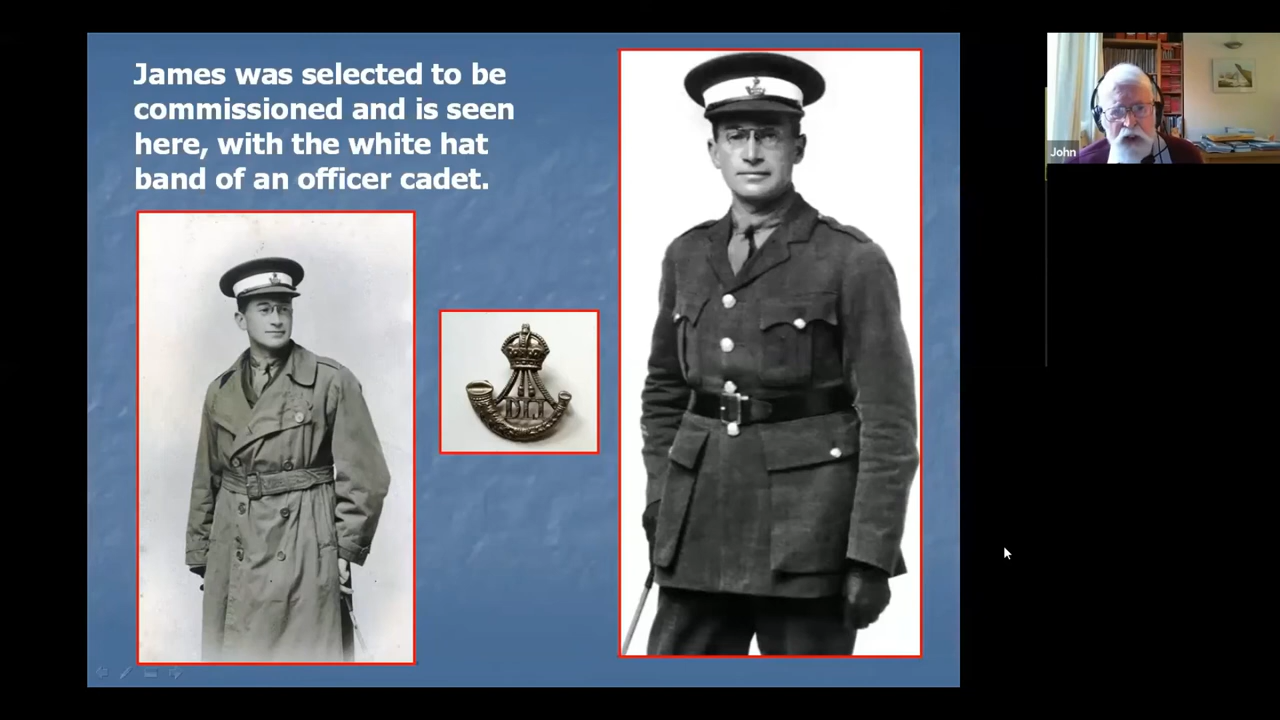 James was selected to be
commissioned and is seen
here, with the white hat
band of an officer cadet.
DLI
John